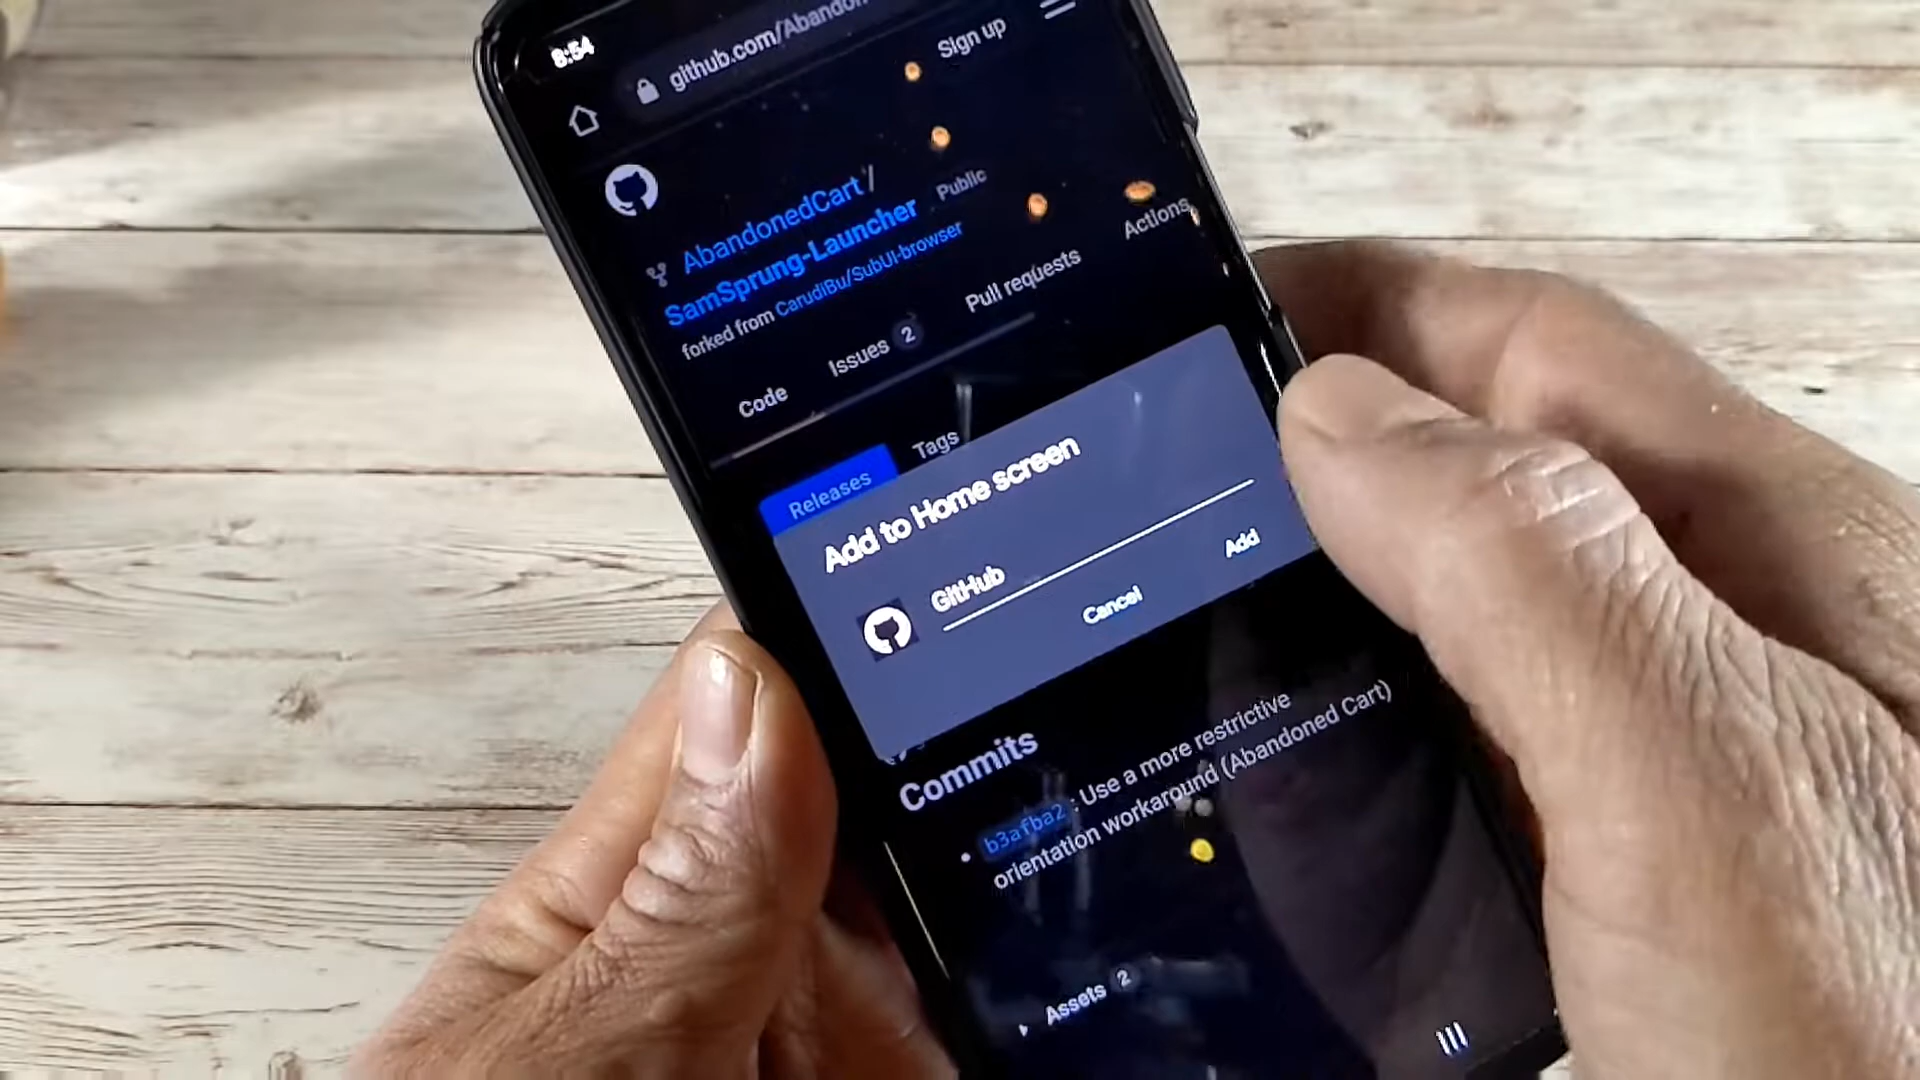 8:54
github.com/Abandon
Sign up
AbandonedCart /
SamSprung-Launcher Public
forked from CarudiBu/SubUI-browser
Code Issues 2 Pull requests Actions
Releases Tags
Add to Home screen
GitHub
Cancel Add
Commits
b3afba2 : Use a more restrictive
orientation workaround (Abandoned Cart)
Assets 2